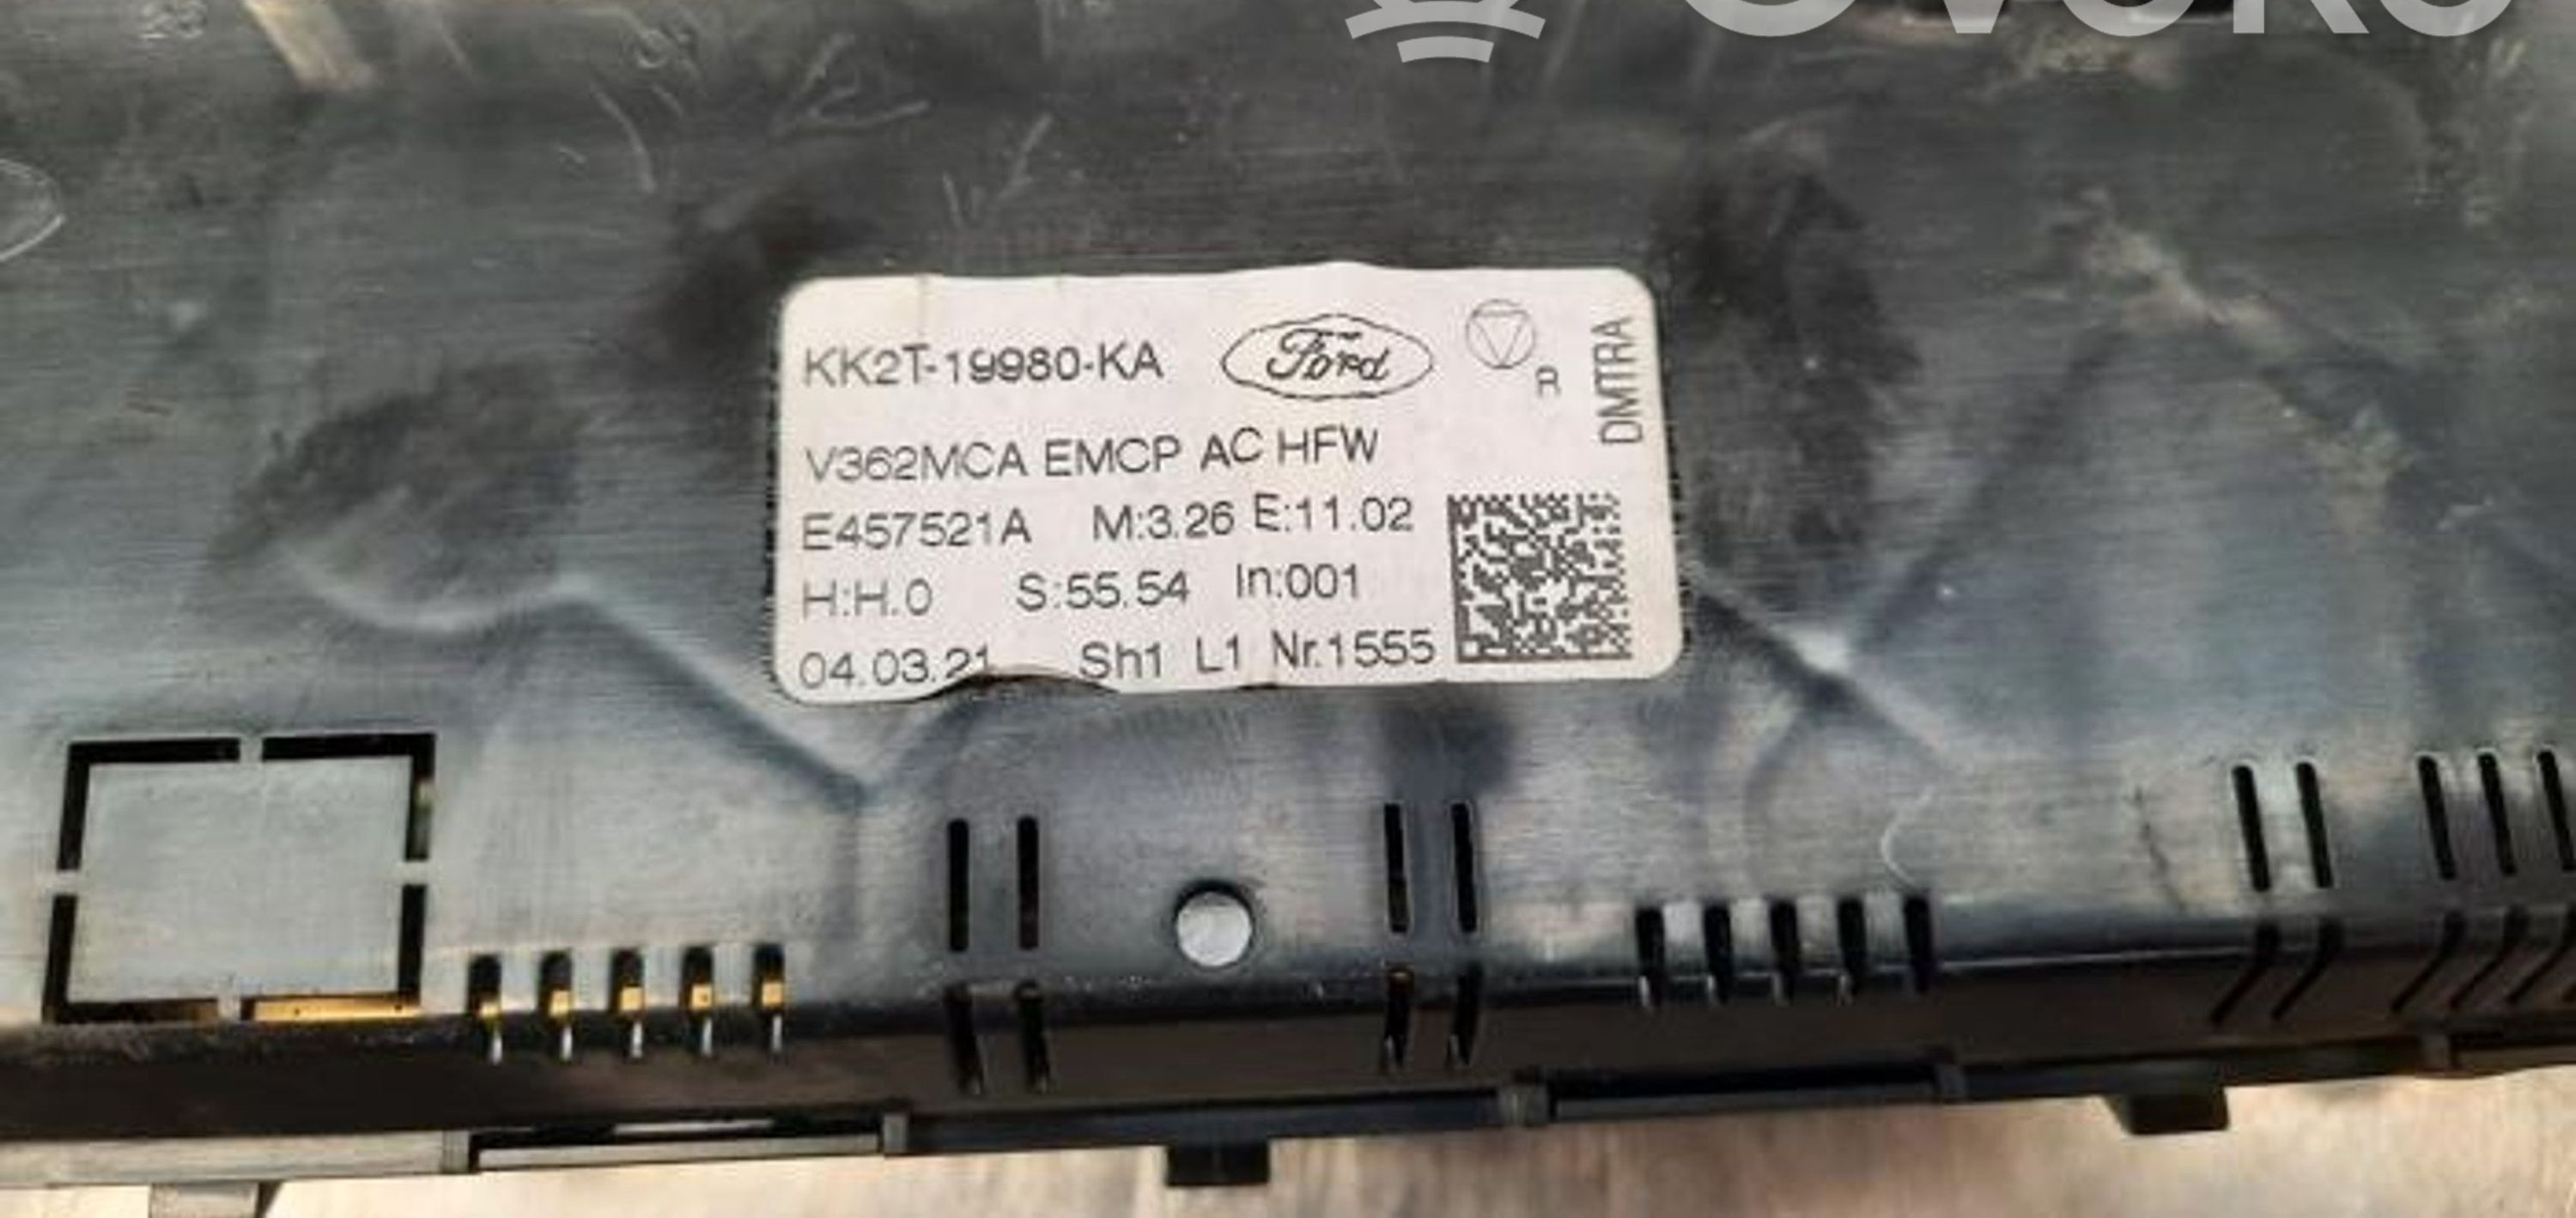 KK2T-19980-KA Ford R DMTRA
V362MCA EMCP AC HFW
E457521A M:3.26 E:11.02
H:H.0 S:55.54 In:001
04.03.21 Sh1 L1 Nr.1555